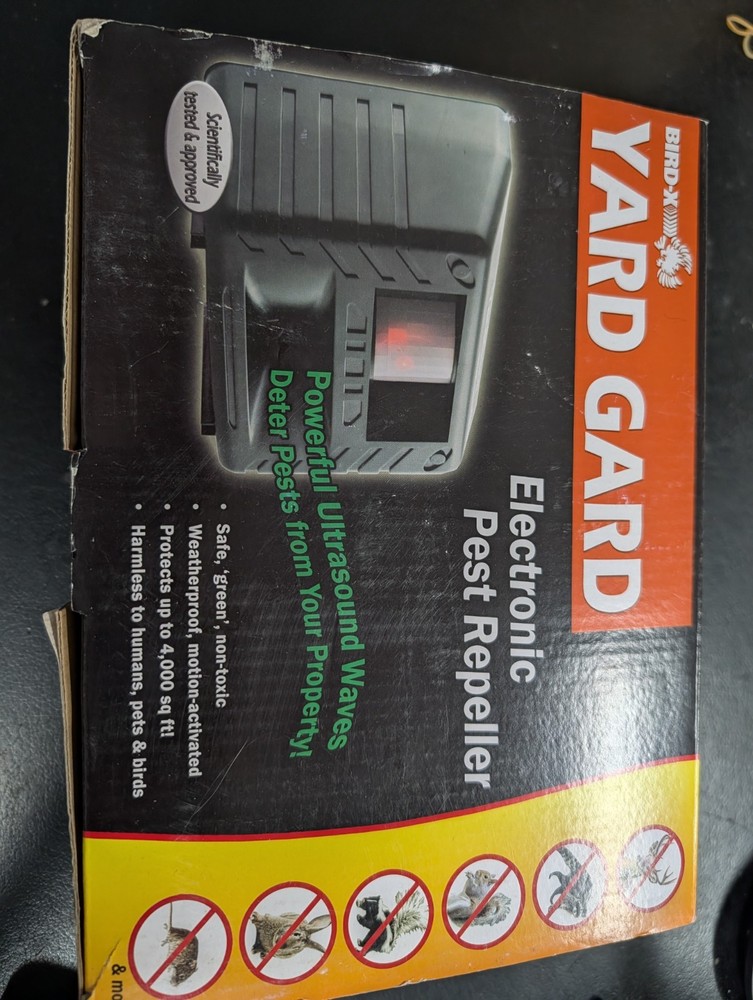 BIRD-X
YARD GARD
Electronic
Pest Repeller
Scientifically
tested & approved
Powerful Ultrasound Waves
Deter Pests from Your Property!
• Safe, ‘green’, non-toxic
• Weatherproof, motion-activated
• Protects up to 4,000 sq ft!
• Harmless to humans, pets & birds
&